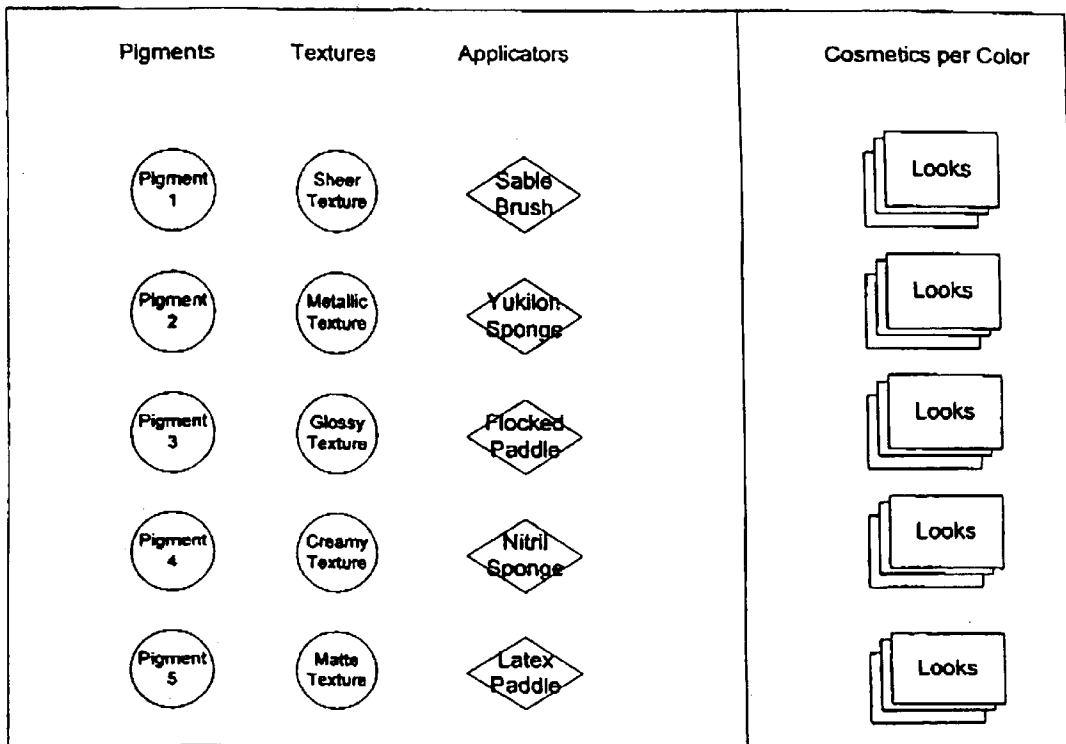 Pigments Textures Applicators Cosmetics per Color
Pigment
1
Sheer
Texture
Sable
Brush
Looks
Pigment
2
Metallic
Texture
Yukiloh
Sponge
Looks
Pigment
3
Glossy
Texture
Flocked
Paddle
Looks
Pigment
4
Creamy
Texture
Nitril
Sponge
Looks
Pigment
5
Matte
Texture
Latex
Paddle
Looks